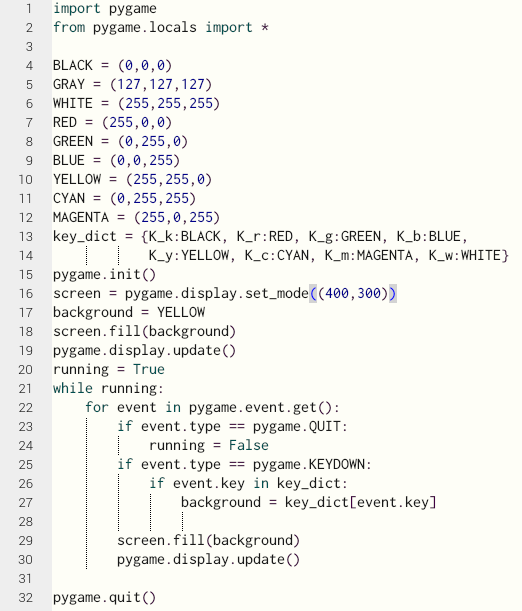 1 import pygame
2 from pygame.locals import *
3
4 BLACK = (0,0,0)
5 GRAY = (127,127,127)
6 WHITE = (255,255,255)
7 RED = (255,0,0)
8 GREEN = (0,255,0)
9 BLUE = (0,0,255)
10 YELLOW = (255,255,0)
11 CYAN = (0,255,255)
12 MAGENTA = (255,0,255)
13 key_dict = {K_k:BLACK, K_r:RED, K_g:GREEN, K_b:BLUE,
14             K_y:YELLOW, K_c:CYAN, K_m:MAGENTA, K_w:WHITE}
15 pygame.init()
16 screen = pygame.display.set_mode((400,300))
17 background = YELLOW
18 screen.fill(background)
19 pygame.display.update()
20 running = True
21 while running:
22     for event in pygame.event.get():
23         if event.type == pygame.QUIT:
24             running = False
25         if event.type == pygame.KEYDOWN:
26             if event.key in key_dict:
27                 background = key_dict[event.key]
28
29         screen.fill(background)
30         pygame.display.update()
31
32 pygame.quit()